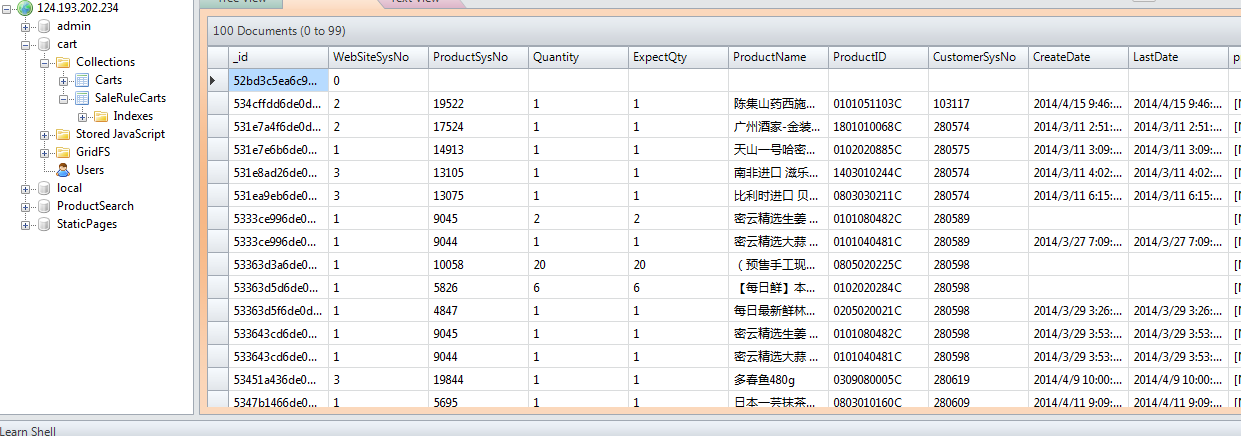 124.193.202.234
admin
cart
Collections
Carts
SaleRuleCarts
Indexes
Stored JavaScript
GridFS
Users
local
ProductSearch
StaticPages
Tree View Text View
100 Documents (0 to 99)
_id WebSiteSysNo ProductSysNo Quantity ExpectQty ProductName ProductID CustomerSysNo CreateDate LastDate
52bd3c5ea6c9... 0
534cffdd6de0d... 2 19522 1 1 陈集山药西施... 0101051103C 103117 2014/4/15 9:46:... 2014/4/15 9:46:... [N
531e7a4f6de0d... 2 17524 1 1 广州酒家-金装... 1801010068C 280574 2014/3/11 2:51:... 2014/3/11 2:51:... [N
531e7e6b6de0... 1 14913 1 1 天山一号哈密... 0102020885C 280575 2014/3/11 3:09:... 2014/3/11 3:09:... [N
531e8ad26de0... 3 13105 1 1 南非进口 滋乐... 1403010244C 280574 2014/3/11 4:02:... 2014/3/11 4:02:... [N
531ea9eb6de0... 3 13075 1 1 比利时进口 贝... 0803030211C 280574 2014/3/11 6:15:... 2014/3/11 6:15:... [N
5333ce996de0... 1 9045 2 2 密云精选生姜 ... 0101080482C 280589 [N
5333ce996de0... 1 9044 1 1 密云精选大蒜 ... 0101040481C 280589 2014/3/27 7:09:... 2014/3/27 7:09:... [N
53363d3a6de0... 1 10058 20 20 （预售手工现... 0805020225C 280598 [N
53363d5d6de0... 1 5826 6 6 【每日鲜】本... 0102020284C 280598 [N
53363d5f6de0d... 1 4847 1 1 每日最新鲜林... 0205020021C 280598 2014/3/29 3:26:... 2014/3/29 3:26:... [N
533643cd6de0... 1 9045 1 1 密云精选生姜 ... 0101080482C 280598 2014/3/29 3:53:... 2014/3/29 3:53:... [N
533643cd6de0... 1 9044 1 1 密云精选大蒜 ... 0101040481C 280598 2014/3/29 3:53:... 2014/3/29 3:53:... [N
53451a436de0... 3 19844 1 1 多春鱼480g 0309080005C 280619 2014/4/9 10:00:... 2014/4/9 10:00:... [N
5347b1466de0... 1 5695 1 1 日本一芸抹茶... 0803010160C 280609 2014/4/11 9:09:... 2014/4/11 9:09:... [N
Learn Shell